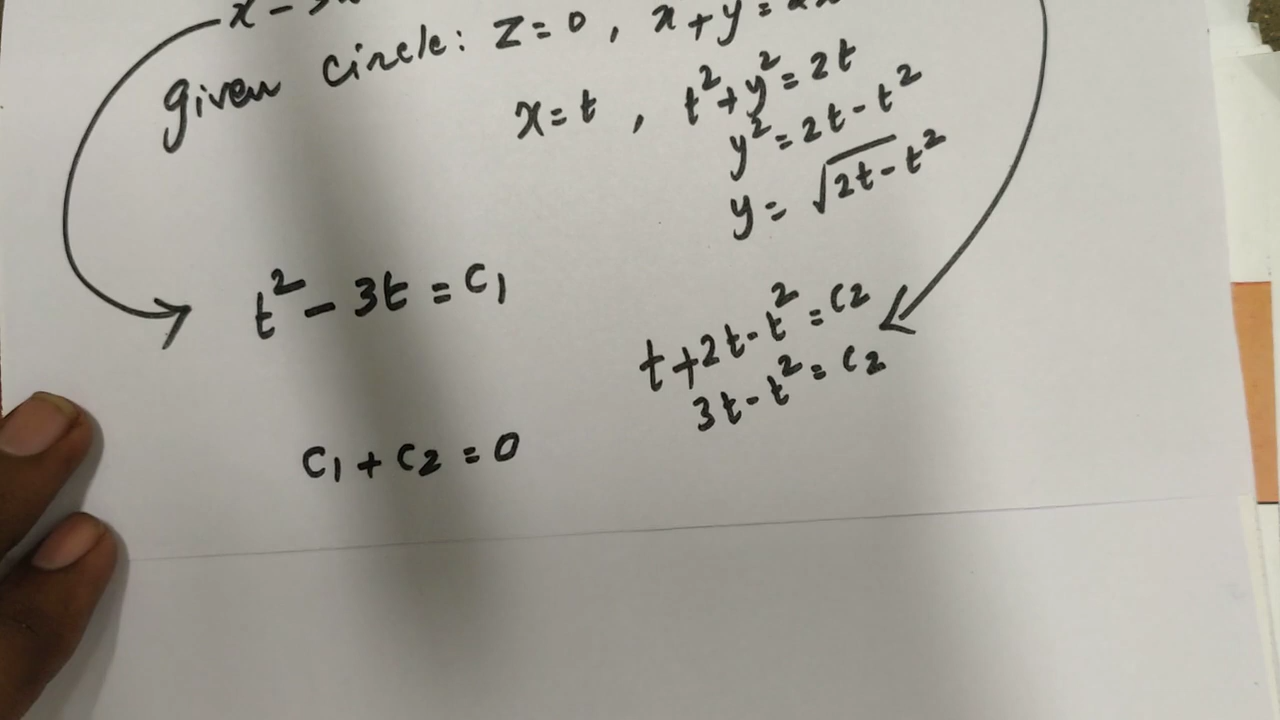 x - 3
given circle: z = 0 , x + y =
x = t , t² + y² = 2t
y² = 2t - t²
y = √2t - t²
t² - 3t = c₁
t + 2t - t² = c₂
3t - t² = c₂
c₁ + c₂ = 0